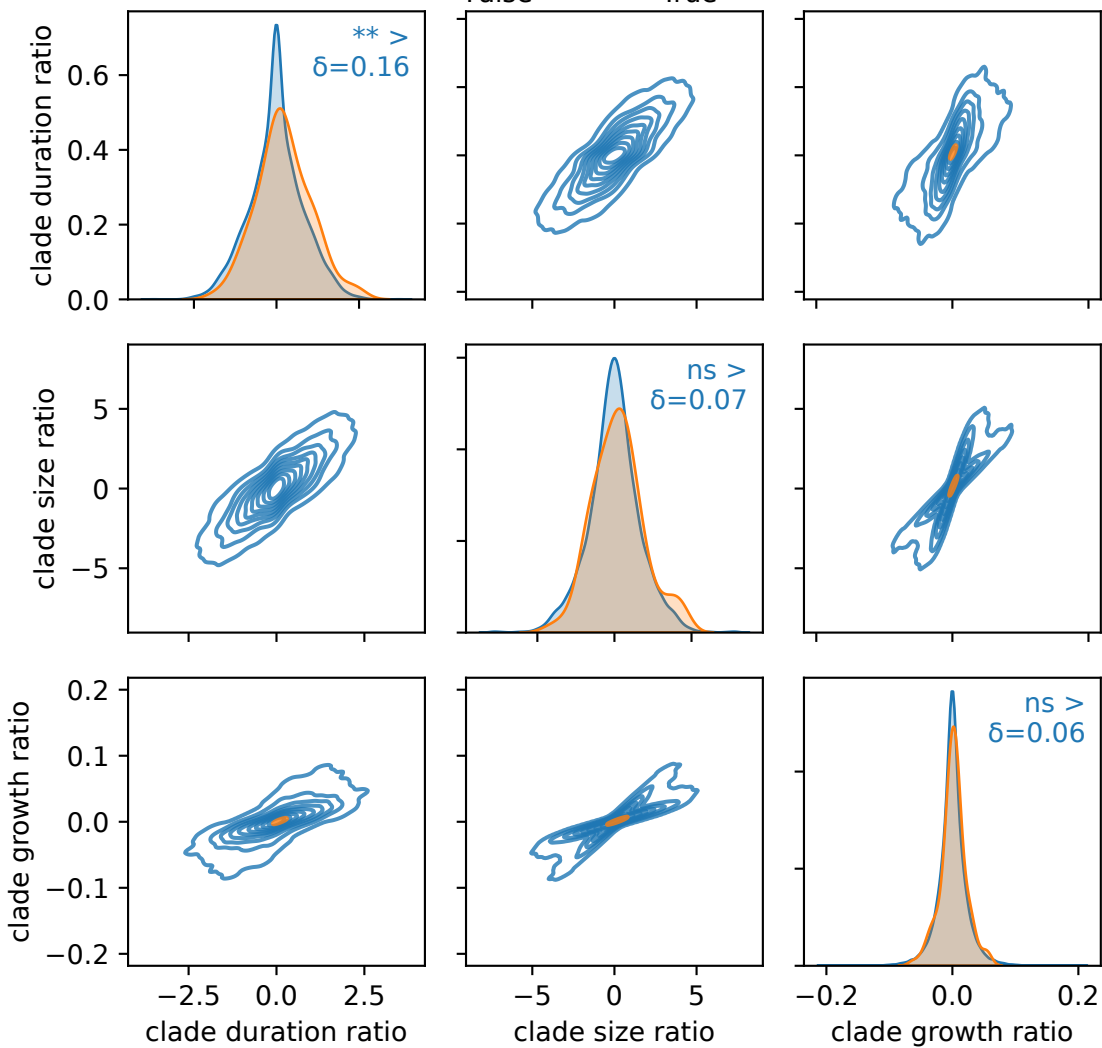 clade duration ratio
0.6
0.4
0.2
0.0
** >
δ=0.16
clade size ratio
5
0
−5
ns >
δ=0.07
clade growth ratio
0.2
0.1
0.0
−0.1
−0.2
ns >
δ=0.06
−2.5 0.0 2.5
clade duration ratio
−5 0 5
clade size ratio
−0.2 0.0 0.2
clade growth ratio